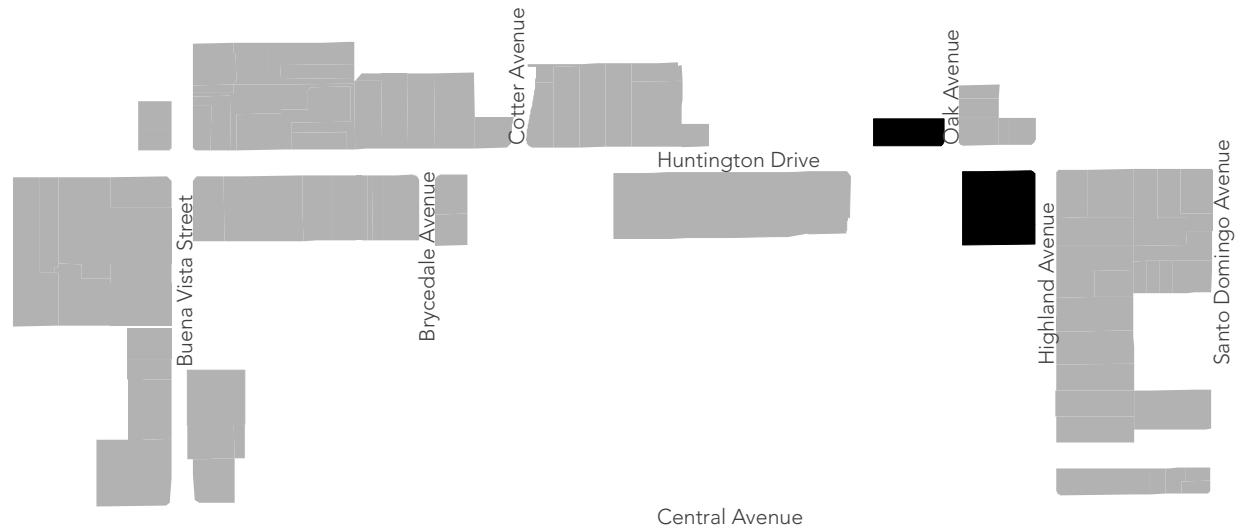 Cotter Avenue
Oak Avenue
Huntington Drive
Buena Vista Street
Brycedale Avenue
Highland Avenue
Santo Domingo Avenue
Central Avenue